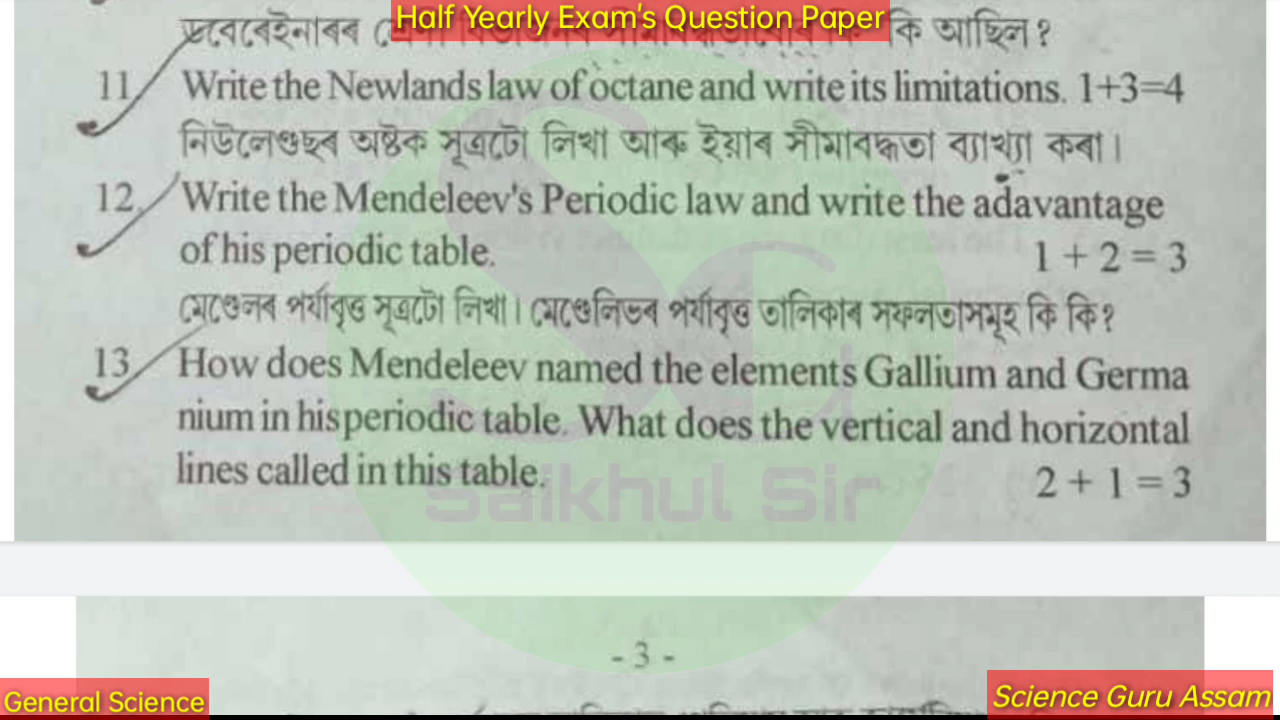 Half Yearly Exam's Question Paper
ডবেৰেইনাৰৰ কি আছিল ?
11 Write the Newlands law of octane and write its limitations. 1+3=4
নিউলেণ্ডছৰ অষ্টক সূত্ৰটো লিখা আৰু ইয়াৰ সীমাবদ্ধতা ব্যাখ্যা কৰা।
12 Write the Mendeleev's Periodic law and write the adavantage
of his periodic table. 1 + 2 = 3
মেণ্ডেলৰ পৰ্যাবৃত্ত সূত্ৰটো লিখা। মেণ্ডেলিভৰ পৰ্যাবৃত্ত তালিকাৰ সফলতাসমূহ কি কি?
13 How does Mendeleev named the elements Gallium and Germa
nium in his periodic table. What does the vertical and horizontal
lines called in this table. 2 + 1 = 3
Saikhul Sir
- 3 -
General Science
Science Guru Assam